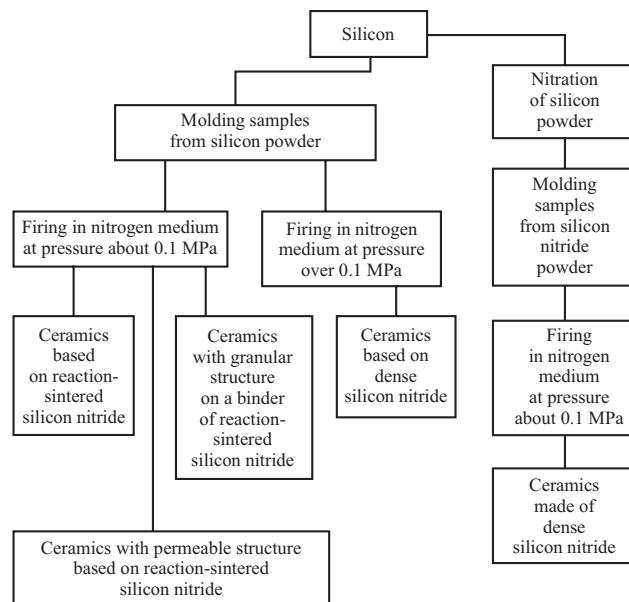 Silicon
Molding samples
from silicon powder
Nitration
of silicon
powder
Molding
samples
from silicon
nitride
powder
Firing in nitrogen medium
at pressure about 0.1 MPa
Firing in nitrogen
medium at pressure
over 0.1 MPa
Ceramics
based
on reaction-
sintered
silicon nitride
Ceramics
with granular
structure
on a binder
of reaction-
sintered
silicon nitride
Ceramics
based on
dense
silicon nitride
Firing
in nitrogen
medium
at pressure
about 0.1 MPa
Ceramics
made of
dense
silicon nitride
Ceramics with permeable structure
based on reaction-sintered
silicon nitride